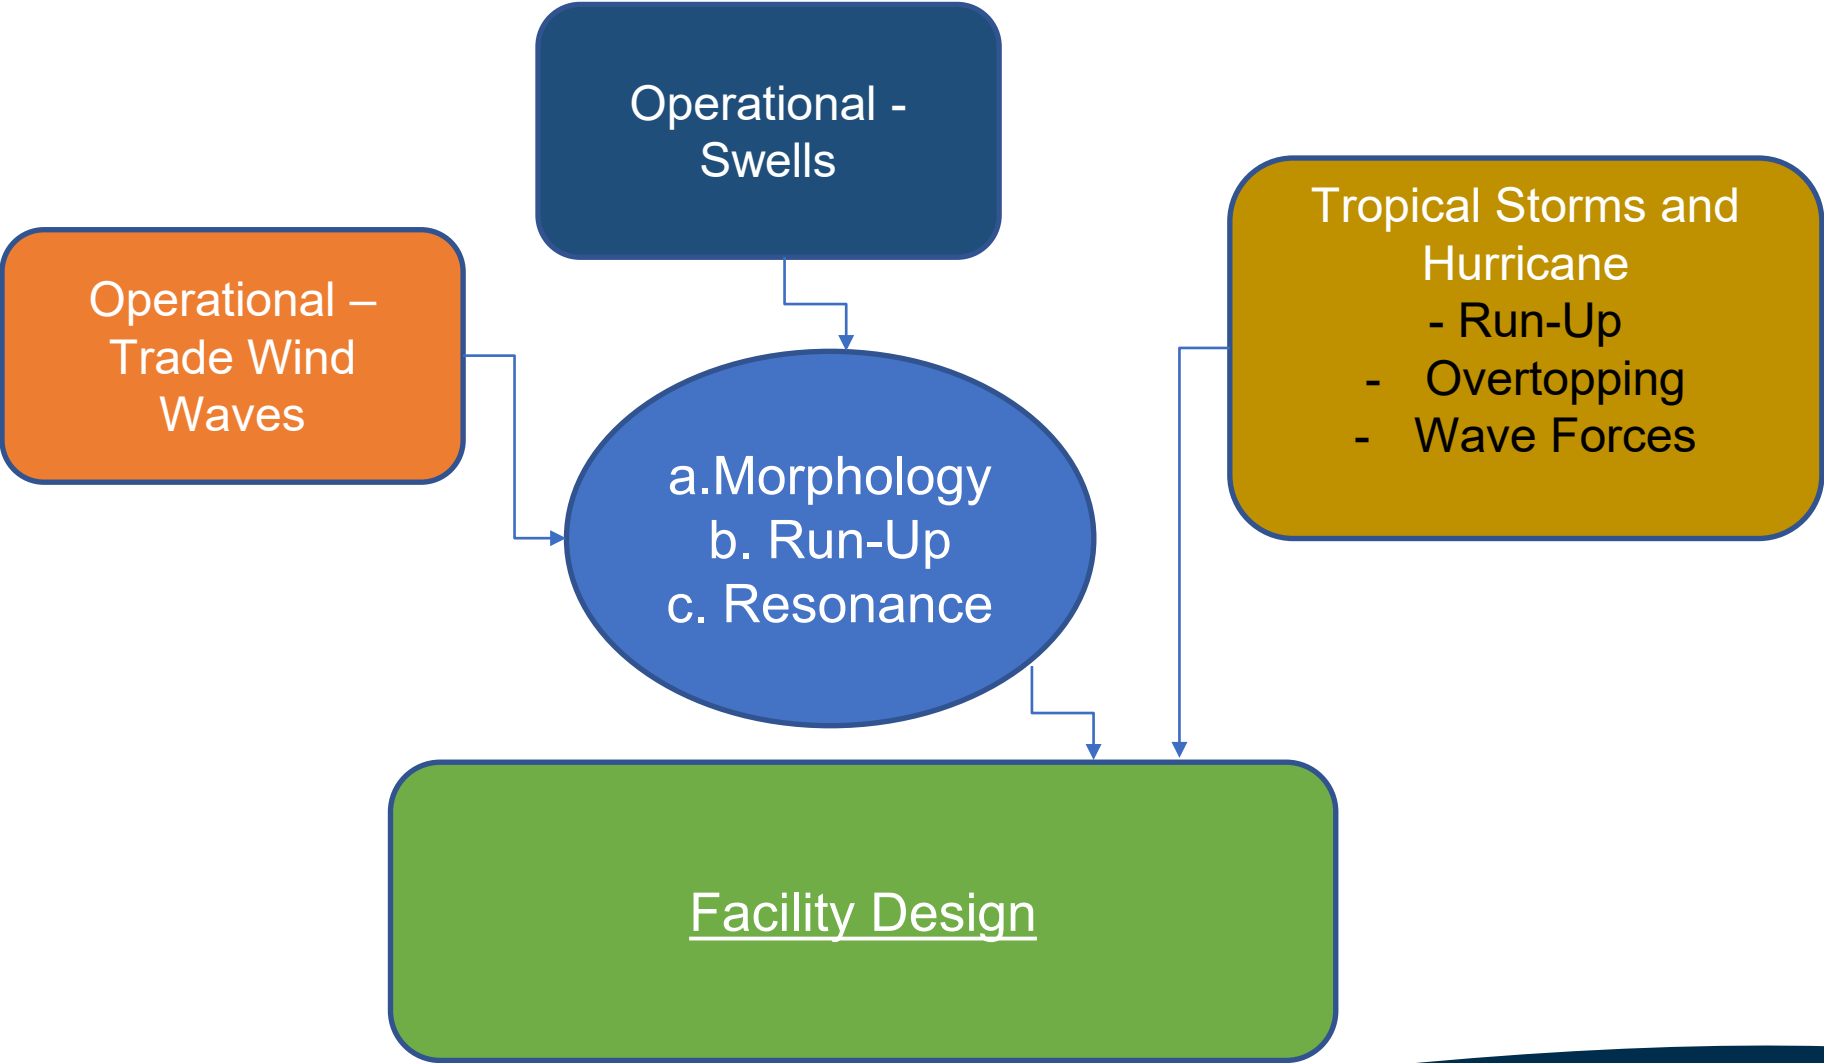 Operational -
Swells
Operational –
Trade Wind
Waves
Tropical Storms and
Hurricane
- Run-Up
- Overtopping
- Wave Forces
a.Morphology
b. Run-Up
c. Resonance
Facility Design